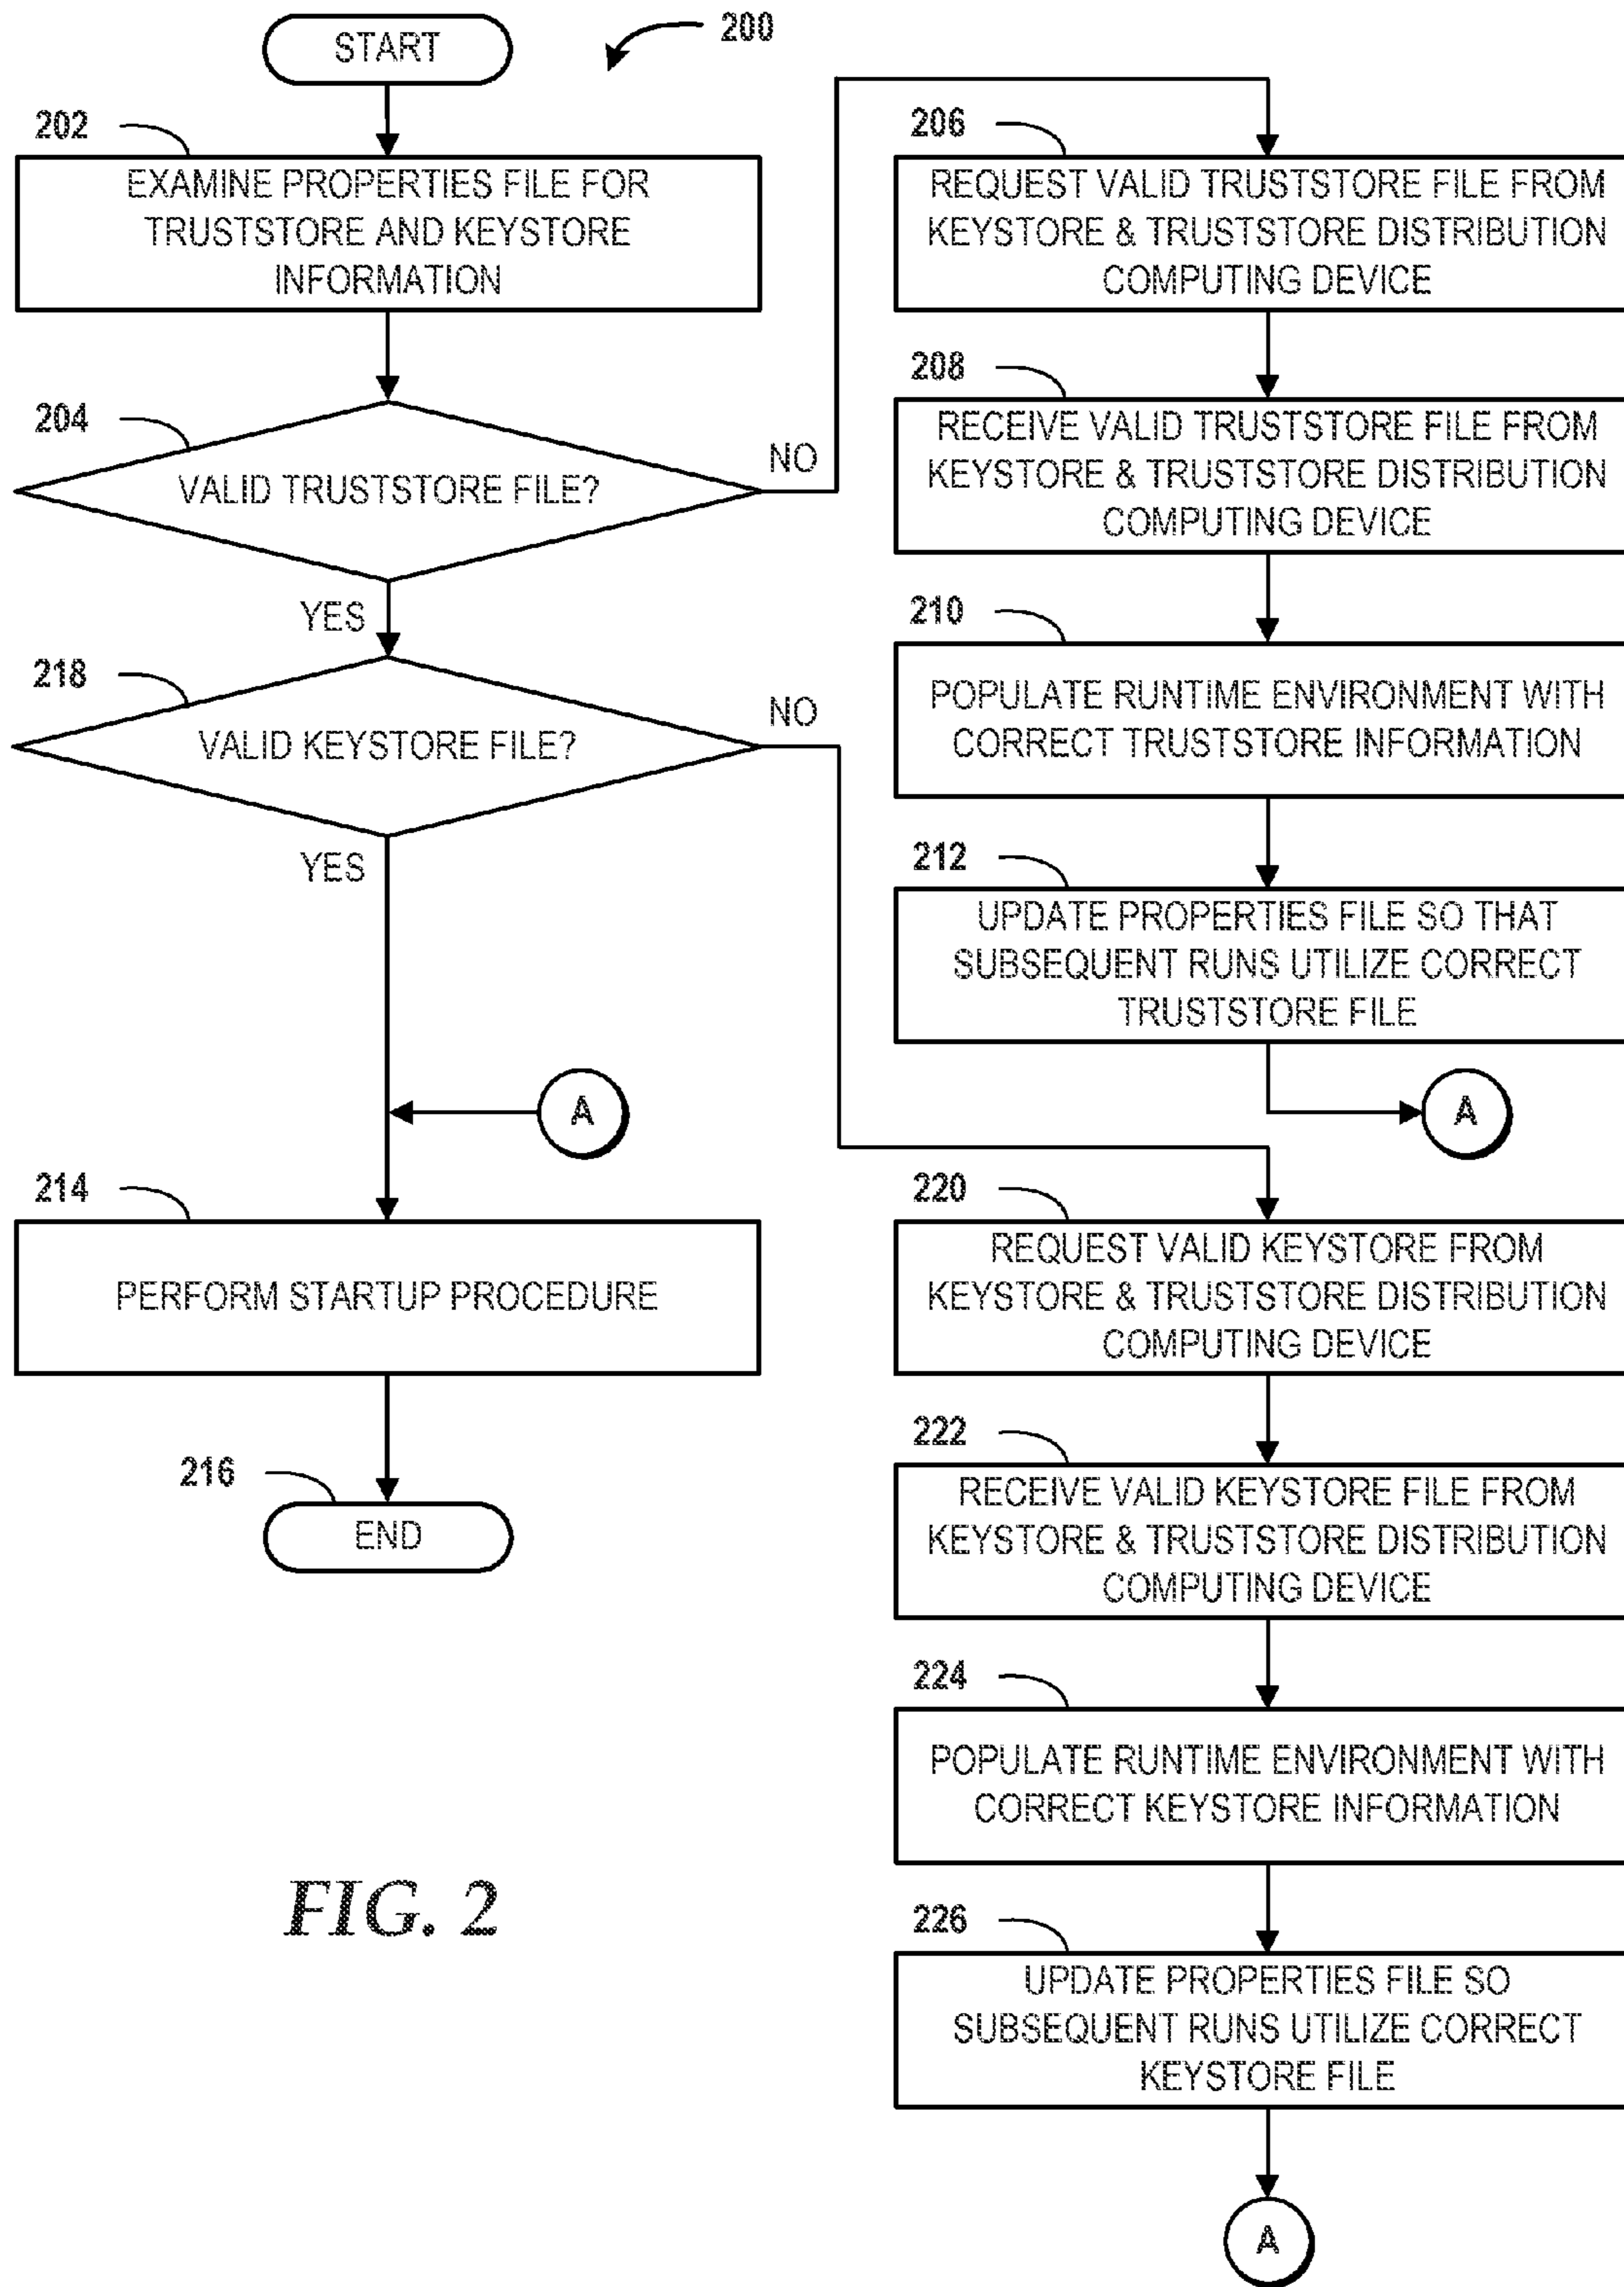 START
200
202
EXAMINE PROPERTIES FILE FOR
TRUSTSTORE AND KEYSTORE
INFORMATION
204
VALID TRUSTSTORE FILE?
NO
YES
218
VALID KEYSTORE FILE?
NO
YES
A
214
PERFORM STARTUP PROCEDURE
216
END
206
REQUEST VALID TRUSTSTORE FILE FROM
KEYSTORE & TRUSTSTORE DISTRIBUTION
COMPUTING DEVICE
208
RECEIVE VALID TRUSTSTORE FILE FROM
KEYSTORE & TRUSTSTORE DISTRIBUTION
COMPUTING DEVICE
210
POPULATE RUNTIME ENVIRONMENT WITH
CORRECT TRUSTSTORE INFORMATION
212
UPDATE PROPERTIES FILE SO THAT
SUBSEQUENT RUNS UTILIZE CORRECT
TRUSTSTORE FILE
A
220
REQUEST VALID KEYSTORE FROM
KEYSTORE & TRUSTSTORE DISTRIBUTION
COMPUTING DEVICE
222
RECEIVE VALID KEYSTORE FILE FROM
KEYSTORE & TRUSTSTORE DISTRIBUTION
COMPUTING DEVICE
224
POPULATE RUNTIME ENVIRONMENT WITH
CORRECT KEYSTORE INFORMATION
226
UPDATE PROPERTIES FILE SO
SUBSEQUENT RUNS UTILIZE CORRECT
KEYSTORE FILE
A
FIG. 2